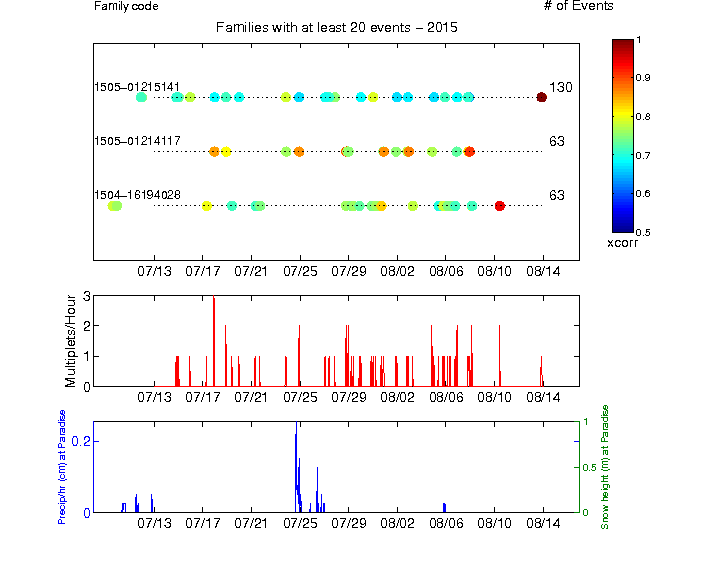 Family code # of Events
Families with at least 20 events – 2015
1505–01215141 130
1505–01214117 63
1504–16194028 63
1
0.9
0.8
0.7
0.6
0.5
xcorr
07/13 07/17 07/21 07/25 07/29 08/02 08/06 08/10 08/14
Multiplets/Hour
3
2
1
0
07/13 07/17 07/21 07/25 07/29 08/02 08/06 08/10 08/14
Precip/hr (cm) at Paradise
0.2
0
1
0.5
0
Snow height (m) at Paradise
07/13 07/17 07/21 07/25 07/29 08/02 08/06 08/10 08/14